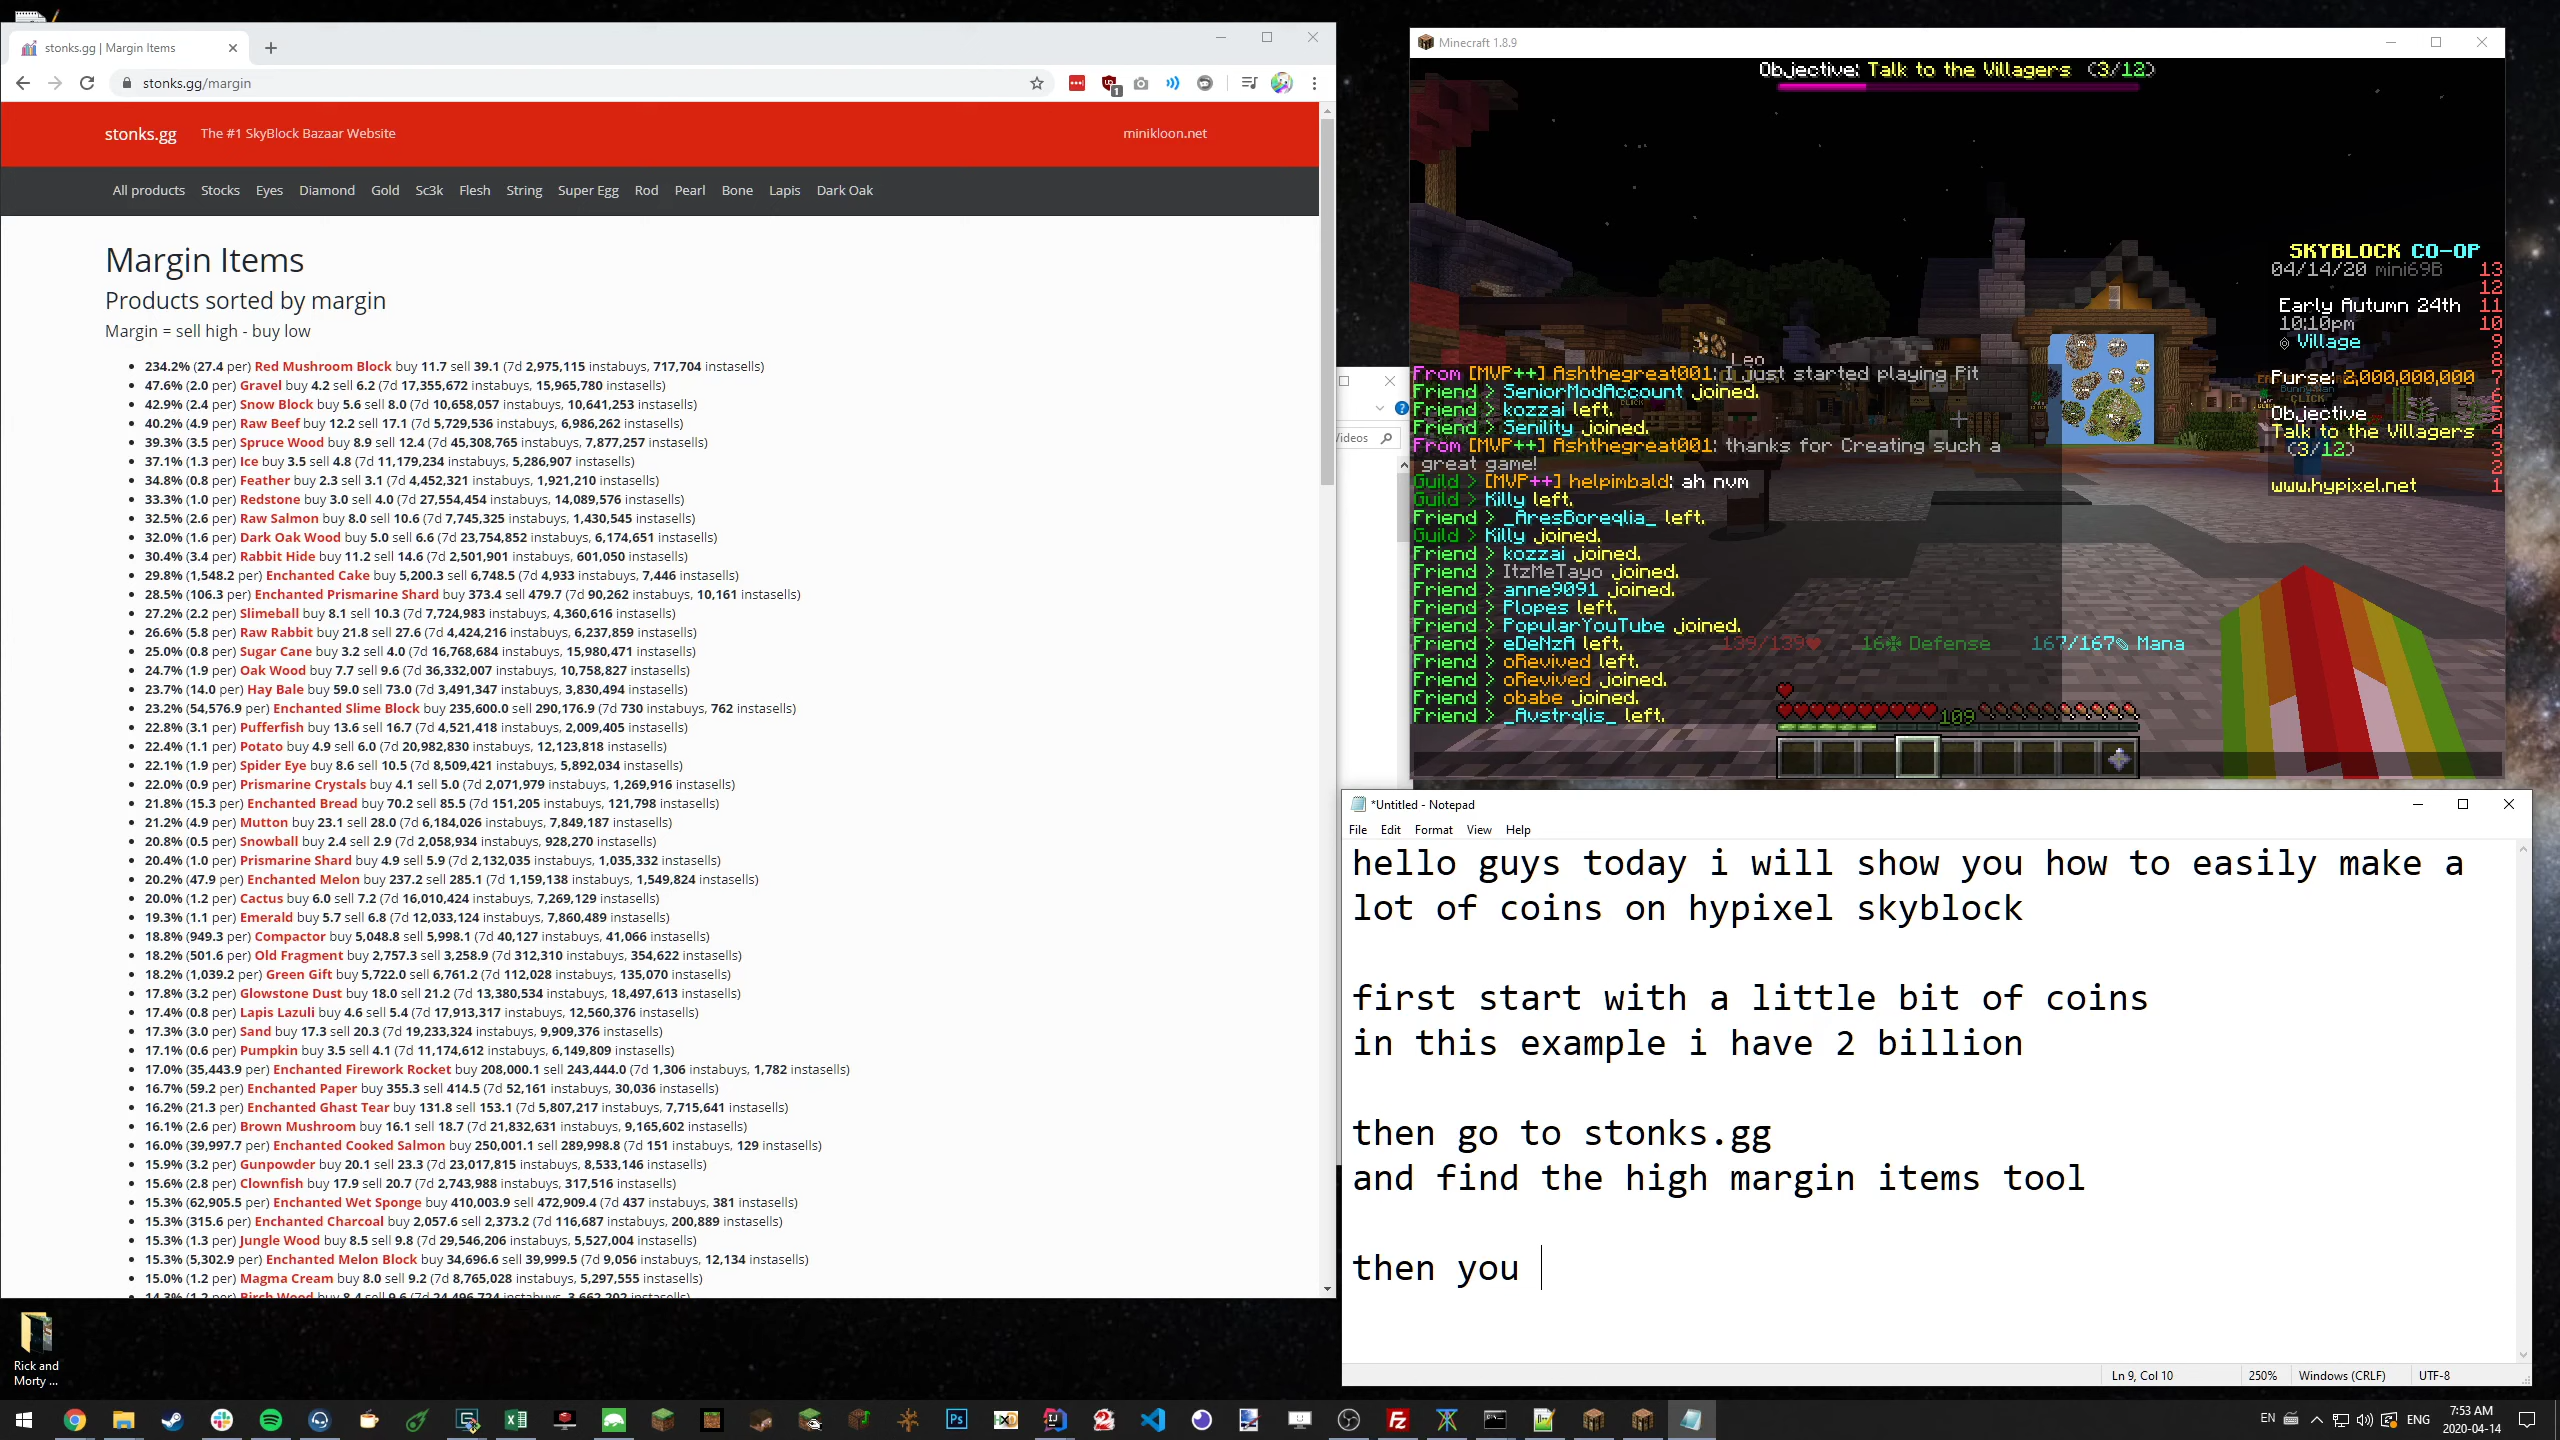 stonks.gg | Margin Items
stonks.gg/margin
1
stonks.gg The #1 SkyBlock Bazaar Website minikloon.net
All products Stocks Eyes Diamond Gold Sc3k Flesh String Super Egg Rod Pearl Bone Lapis Dark Oak
Margin Items
Products sorted by margin
Margin = sell high - buy low
234.2% (27.4 per) Red Mushroom Block buy 11.7 sell 39.1 (7d 2,975,115 instabuys, 717,704 instasells)
47.6% (2.0 per) Gravel buy 4.2 sell 6.2 (7d 17,355,672 instabuys, 15,965,780 instasells)
42.9% (2.4 per) Snow Block buy 5.6 sell 8.0 (7d 10,658,057 instabuys, 10,641,253 instasells)
40.2% (4.9 per) Raw Beef buy 12.2 sell 17.1 (7d 5,729,536 instabuys, 6,986,262 instasells)
39.3% (3.5 per) Spruce Wood buy 8.9 sell 12.4 (7d 45,308,765 instabuys, 7,877,257 instasells)
37.1% (1.3 per) Ice buy 3.5 sell 4.8 (7d 11,179,234 instabuys, 5,286,907 instasells)
34.8% (0.8 per) Feather buy 2.3 sell 3.1 (7d 4,452,321 instabuys, 1,921,210 instasells)
33.3% (1.0 per) Redstone buy 3.0 sell 4.0 (7d 27,554,454 instabuys, 14,089,576 instasells)
32.5% (2.6 per) Raw Salmon buy 8.0 sell 10.6 (7d 7,745,325 instabuys, 1,430,545 instasells)
32.0% (1.6 per) Dark Oak Wood buy 5.0 sell 6.6 (7d 23,754,852 instabuys, 6,174,651 instasells)
30.4% (3.4 per) Rabbit Hide buy 11.2 sell 14.6 (7d 2,501,901 instabuys, 601,050 instasells)
29.8% (1,548.2 per) Enchanted Cake buy 5,200.3 sell 6,748.5 (7d 4,933 instabuys, 7,446 instasells)
28.5% (106.3 per) Enchanted Prismarine Shard buy 373.4 sell 479.7 (7d 90,262 instabuys, 10,161 instasells)
27.2% (2.2 per) Slimeball buy 8.1 sell 10.3 (7d 7,724,983 instabuys, 4,360,616 instasells)
26.6% (5.8 per) Raw Rabbit buy 21.8 sell 27.6 (7d 4,424,216 instabuys, 6,237,859 instasells)
25.0% (0.8 per) Sugar Cane buy 3.2 sell 4.0 (7d 16,768,684 instabuys, 15,980,471 instasells)
24.7% (1.9 per) Oak Wood buy 7.7 sell 9.6 (7d 36,332,007 instabuys, 10,758,827 instasells)
23.7% (14.0 per) Hay Bale buy 59.0 sell 73.0 (7d 3,491,347 instabuys, 3,830,494 instasells)
23.2% (54,576.9 per) Enchanted Slime Block buy 235,600.0 sell 290,176.9 (7d 730 instabuys, 762 instasells)
22.8% (3.1 per) Pufferfish buy 13.6 sell 16.7 (7d 4,521,418 instabuys, 2,009,405 instasells)
22.4% (1.1 per) Potato buy 4.9 sell 6.0 (7d 20,982,830 instabuys, 12,123,818 instasells)
22.1% (1.9 per) Spider Eye buy 8.6 sell 10.5 (7d 8,509,421 instabuys, 5,892,034 instasells)
22.0% (0.9 per) Prismarine Crystals buy 4.1 sell 5.0 (7d 2,071,979 instabuys, 1,269,916 instasells)
21.8% (15.3 per) Enchanted Bread buy 70.2 sell 85.5 (7d 151,205 instabuys, 121,798 instasells)
21.2% (4.9 per) Mutton buy 23.1 sell 28.0 (7d 6,184,026 instabuys, 7,849,187 instasells)
20.8% (0.5 per) Snowball buy 2.4 sell 2.9 (7d 2,058,934 instabuys, 928,270 instasells)
20.4% (1.0 per) Prismarine Shard buy 4.9 sell 5.9 (7d 2,132,035 instabuys, 1,035,332 instasells)
20.2% (47.9 per) Enchanted Melon buy 237.2 sell 285.1 (7d 1,159,138 instabuys, 1,549,824 instasells)
20.0% (1.2 per) Cactus buy 6.0 sell 7.2 (7d 16,010,424 instabuys, 7,269,129 instasells)
19.3% (1.1 per) Emerald buy 5.7 sell 6.8 (7d 12,033,124 instabuys, 7,860,489 instasells)
18.8% (949.3 per) Compactor buy 5,048.8 sell 5,998.1 (7d 40,127 instabuys, 41,066 instasells)
18.2% (501.6 per) Old Fragment buy 2,757.3 sell 3,258.9 (7d 312,310 instabuys, 354,622 instasells)
18.2% (1,039.2 per) Green Gift buy 5,722.0 sell 6,761.2 (7d 112,028 instabuys, 135,070 instasells)
17.8% (3.2 per) Glowstone Dust buy 18.0 sell 21.2 (7d 13,380,534 instabuys, 18,497,613 instasells)
17.4% (0.8 per) Lapis Lazuli buy 4.6 sell 5.4 (7d 17,913,317 instabuys, 12,560,376 instasells)
17.3% (3.0 per) Sand buy 17.3 sell 20.3 (7d 19,233,324 instabuys, 9,909,376 instasells)
17.1% (0.6 per) Pumpkin buy 3.5 sell 4.1 (7d 11,174,612 instabuys, 6,149,809 instasells)
17.0% (35,443.9 per) Enchanted Firework Rocket buy 208,000.1 sell 243,444.0 (7d 1,306 instabuys, 1,782 instasells)
16.7% (59.2 per) Enchanted Paper buy 355.3 sell 414.5 (7d 52,161 instabuys, 30,036 instasells)
16.2% (21.3 per) Enchanted Ghast Tear buy 131.8 sell 153.1 (7d 5,807,217 instabuys, 7,715,641 instasells)
16.1% (2.6 per) Brown Mushroom buy 16.1 sell 18.7 (7d 21,832,631 instabuys, 9,165,602 instasells)
16.0% (39,997.7 per) Enchanted Cooked Salmon buy 250,001.1 sell 289,998.8 (7d 151 instabuys, 129 instasells)
15.9% (3.2 per) Gunpowder buy 20.1 sell 23.3 (7d 23,017,815 instabuys, 8,533,146 instasells)
15.6% (2.8 per) Clownfish buy 17.9 sell 20.7 (7d 2,743,988 instabuys, 317,516 instasells)
15.3% (62,905.5 per) Enchanted Wet Sponge buy 410,003.9 sell 472,909.4 (7d 437 instabuys, 381 instasells)
15.3% (315.6 per) Enchanted Charcoal buy 2,057.6 sell 2,373.2 (7d 116,687 instabuys, 200,889 instasells)
15.3% (1.3 per) Jungle Wood buy 8.5 sell 9.8 (7d 29,546,206 instabuys, 5,527,004 instasells)
15.3% (5,302.9 per) Enchanted Melon Block buy 34,696.6 sell 39,999.5 (7d 9,056 instabuys, 12,134 instasells)
15.0% (1.2 per) Magma Cream buy 8.0 sell 9.2 (7d 8,765,028 instabuys, 5,297,555 instasells)
14.3% (1.2 per) Birch Wood buy 8.4 sell 9.6 (7d 24,496,724 instabuys, 3,662,202 instasells)
Videos
Minecraft 1.8.9
Objective: Talk to the Villagers (3/12)
SKYBLOCK CO-OP
04/14/20 mini69B 13
12
Early Autumn 24th 11
10:10pm 10
Village 9
8
Purse: 2,000,000,000 7
CLICK 6
Objective 5
Talk to the Villagers 4
(3/12) 3
2
www.hypixel.net 1
Leo
From [MVP++] Ashthegreat001: I just started playing Pit
Friend > SeniorModAccount joined.
Friend > kozzai left.
Friend > Senility joined.
From [MVP++] Ashthegreat001: thanks for Creating such a
great game!
Guild > [MVP++] helpimbald: ah nvm
Guild > Killy left.
Friend > _AresBoreqlia_ left.
Guild > Killy joined.
Friend > kozzai joined.
Friend > ItzMeTayo joined.
Friend > anne9091 joined.
Friend > Plopes left.
Friend > PopularYouTube joined.
Friend > eDeNzA left.
Friend > oRevived left.
Friend > oRevived joined.
Friend > obabe joined.
Friend > _Avstrqlis_ left.
139/139 16 Defense 167/167 Mana
109
*Untitled - Notepad
File Edit Format View Help
hello guys today i will show you how to easily make a
lot of coins on hypixel skyblock
first start with a little bit of coins
in this example i have 2 billion
then go to stonks.gg
and find the high margin items tool
then you
Ln 9, Col 10 250% Windows (CRLF) UTF-8
Rick and
Morty ...
Ps
HXD
IJ
Fz
EN ENG
7:53 AM
2020-04-14